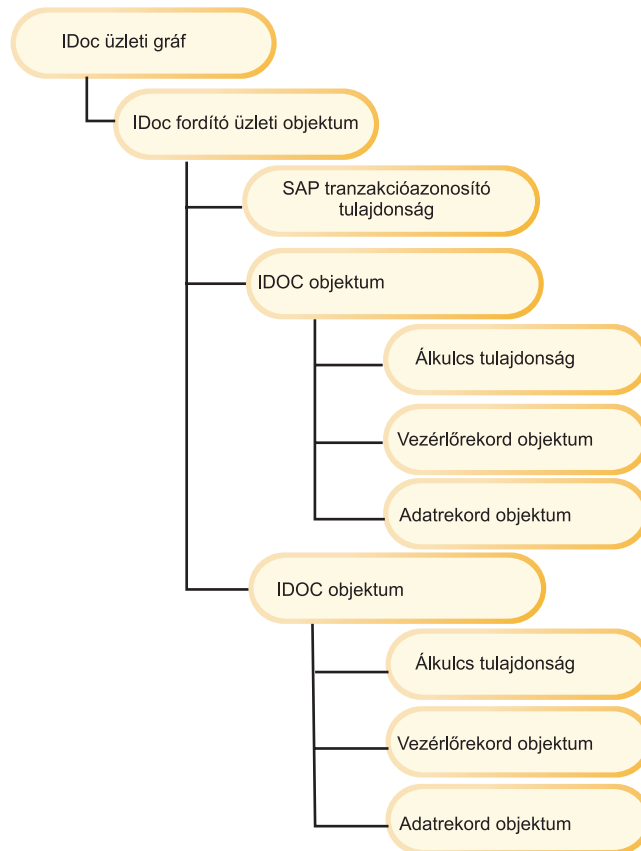 IDoc üzleti gráf
IDoc fordító üzleti objektum
SAP tranzakcióazonosító
tulajdonság
IDOC objektum
Álkulcs tulajdonság
Vezérlőrekord objektum
Adatrekord objektum
IDOC objektum
Álkulcs tulajdonság
Vezérlőrekord objektum
Adatrekord objektum